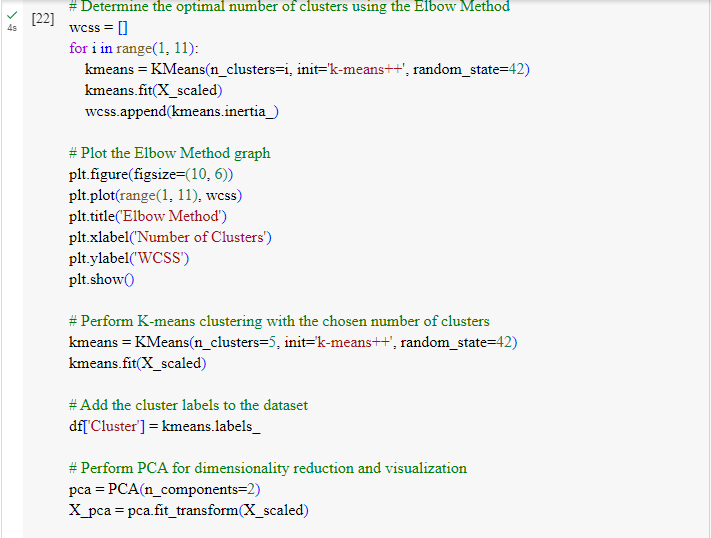 # Determine the optimal number of clusters using the Elbow Method
[22]
4s
wcss = []
for i in range(1, 11):
    kmeans = KMeans(n_clusters=i, init='k-means++', random_state=42)
    kmeans.fit(X_scaled)
    wcss.append(kmeans.inertia_)

# Plot the Elbow Method graph
plt.figure(figsize=(10, 6))
plt.plot(range(1, 11), wcss)
plt.title('Elbow Method')
plt.xlabel('Number of Clusters')
plt.ylabel('WCSS')
plt.show()

# Perform K-means clustering with the chosen number of clusters
kmeans = KMeans(n_clusters=5, init='k-means++', random_state=42)
kmeans.fit(X_scaled)

# Add the cluster labels to the dataset
df['Cluster'] = kmeans.labels_

# Perform PCA for dimensionality reduction and visualization
pca = PCA(n_components=2)
X_pca = pca.fit_transform(X_scaled)